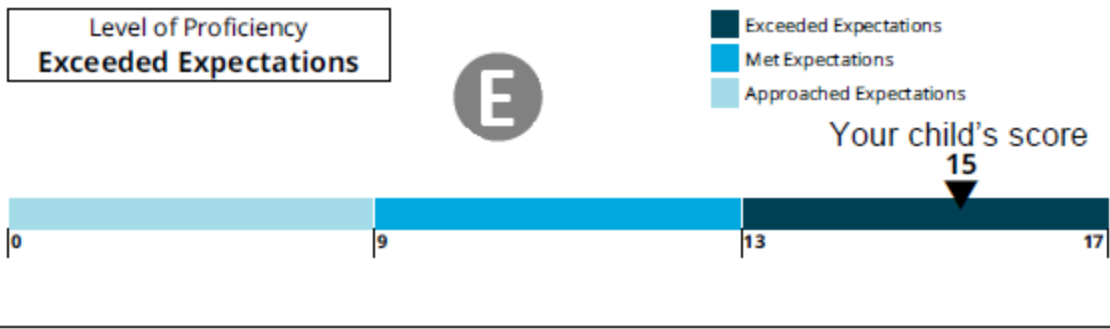 Level of Proficiency
Exceeded Expectations
E
Exceeded Expectations
Met Expectations
Approached Expectations
Your child’s score
15
0
9
13
17